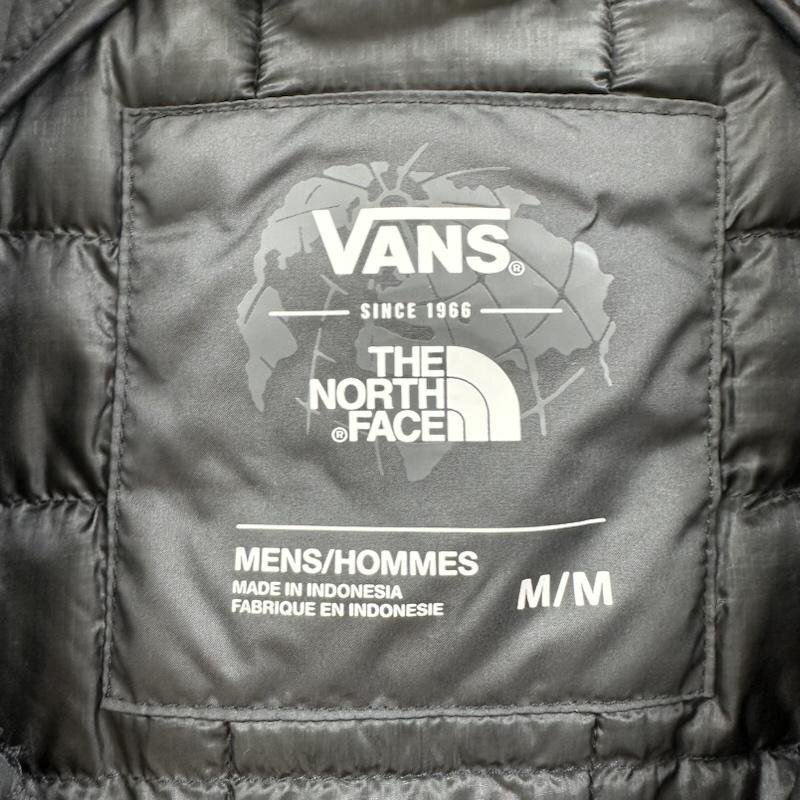 VANS®
SINCE 1966
THE
NORTH
®FACE
MENS/HOMMES
MADE IN INDONESIA
FABRIQUE EN INDONESIE
M/M